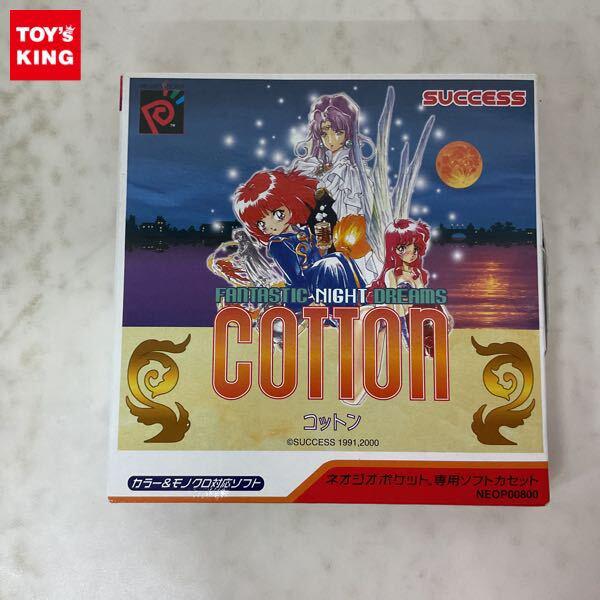 TOY'S
KING
SUCCESS
TM
FANTASTIC NIGHT DREAMS
COTTON
コットン
©SUCCESS 1991,2000
カラー&モノクロ対応ソフト
ネオジオポケット®専用ソフトカセット
NEOP00800